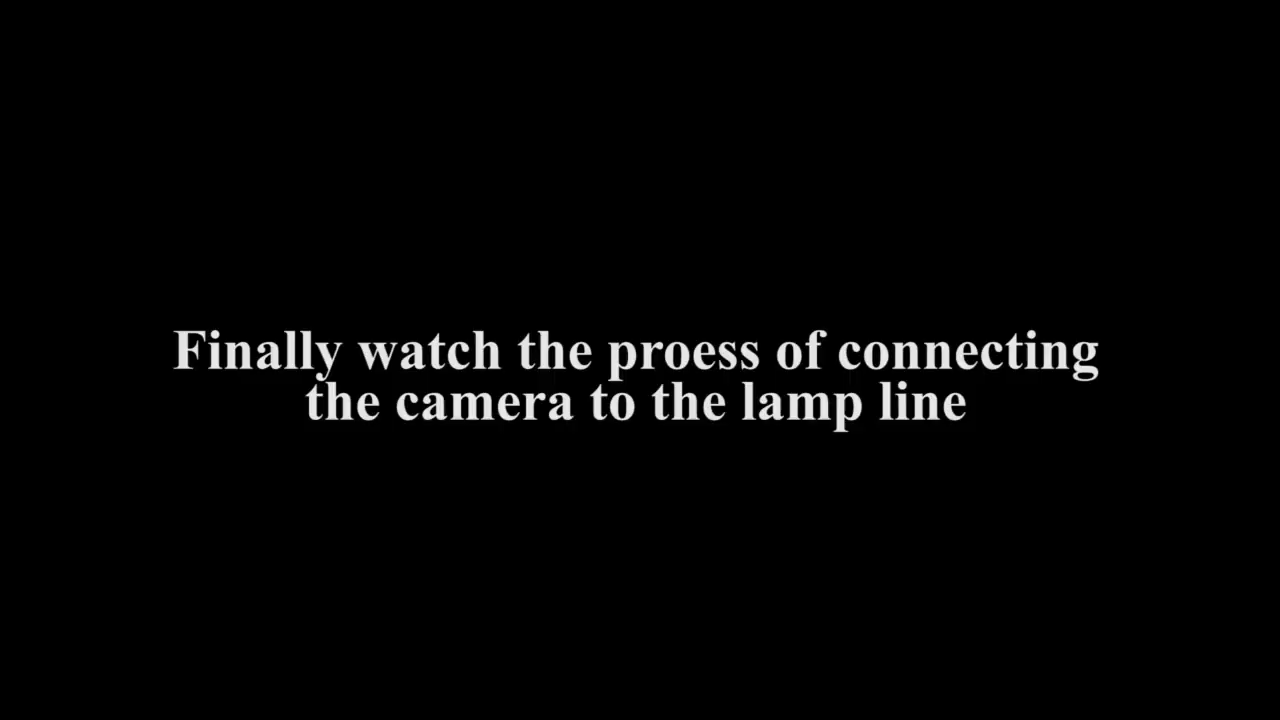 Finally watch the proess of connecting
the camera to the lamp line